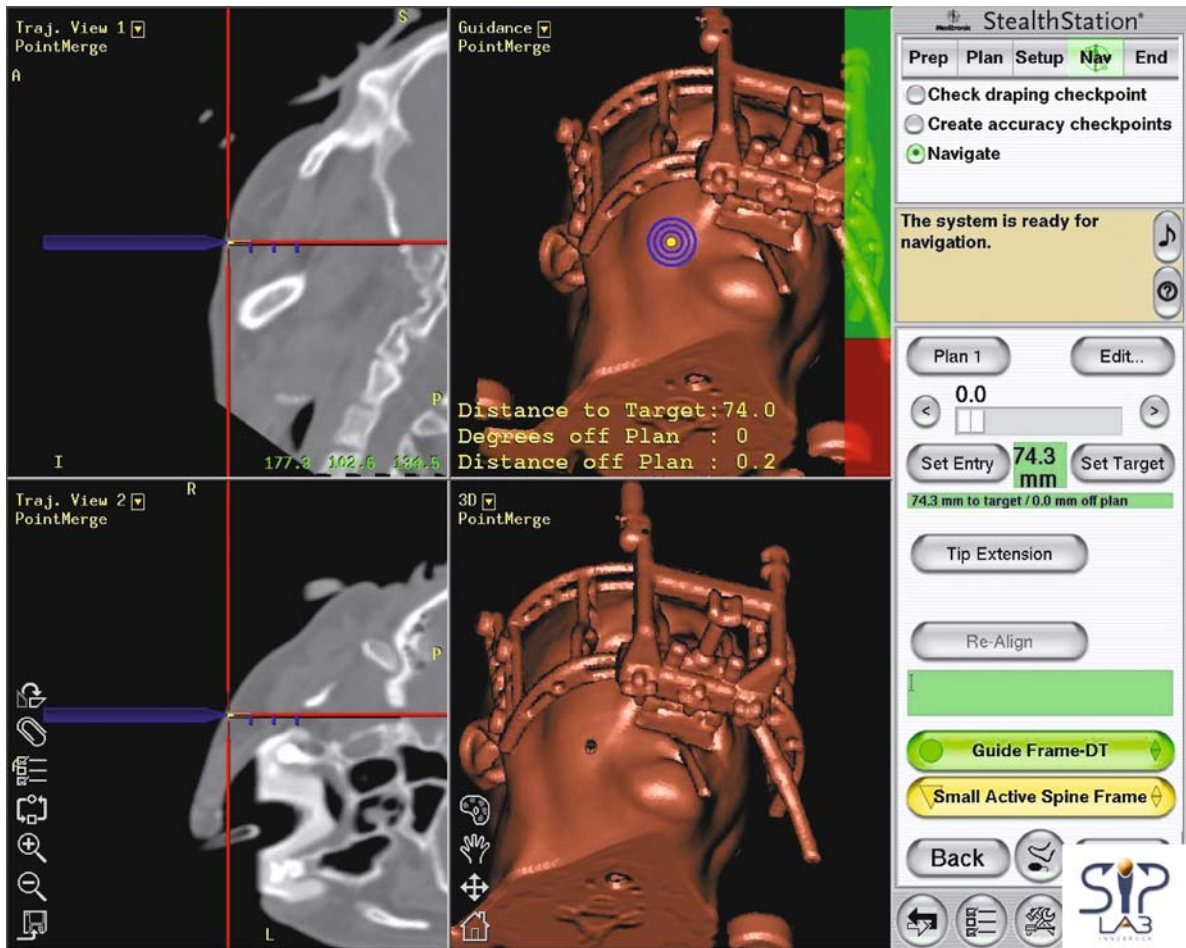 Traj. View 1
PointMerge
S
A
P
I
177.3 102.6 194.5
Guidance
PointMerge
Distance to Target:74.0
Degrees off Plan : 0
Distance off Plan : 0.2
Traj. View 2
PointMerge
R
P
A
L
3D
PointMerge
Medtronic
StealthStation®
Prep Plan Setup Nav End
Check draping checkpoint
Create accuracy checkpoints
Navigate
The system is ready for
navigation.
Plan 1 Edit...
0.0
< >
Set Entry 74.3 mm Set Target
74.3 mm to target / 0.0 mm off plan
Tip Extension
Re-Align
Guide Frame-DT
Small Active Spine Frame
Back
SIP
LAB
INNSBRUCK